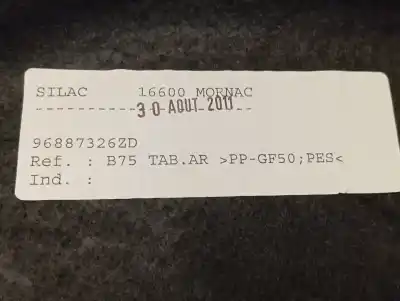 SILAC 16600 MORNAC
30 AOUT 2011
96887326ZD
Ref. : B75 TAB.AR >PP-GF50;PES<
Ind. :